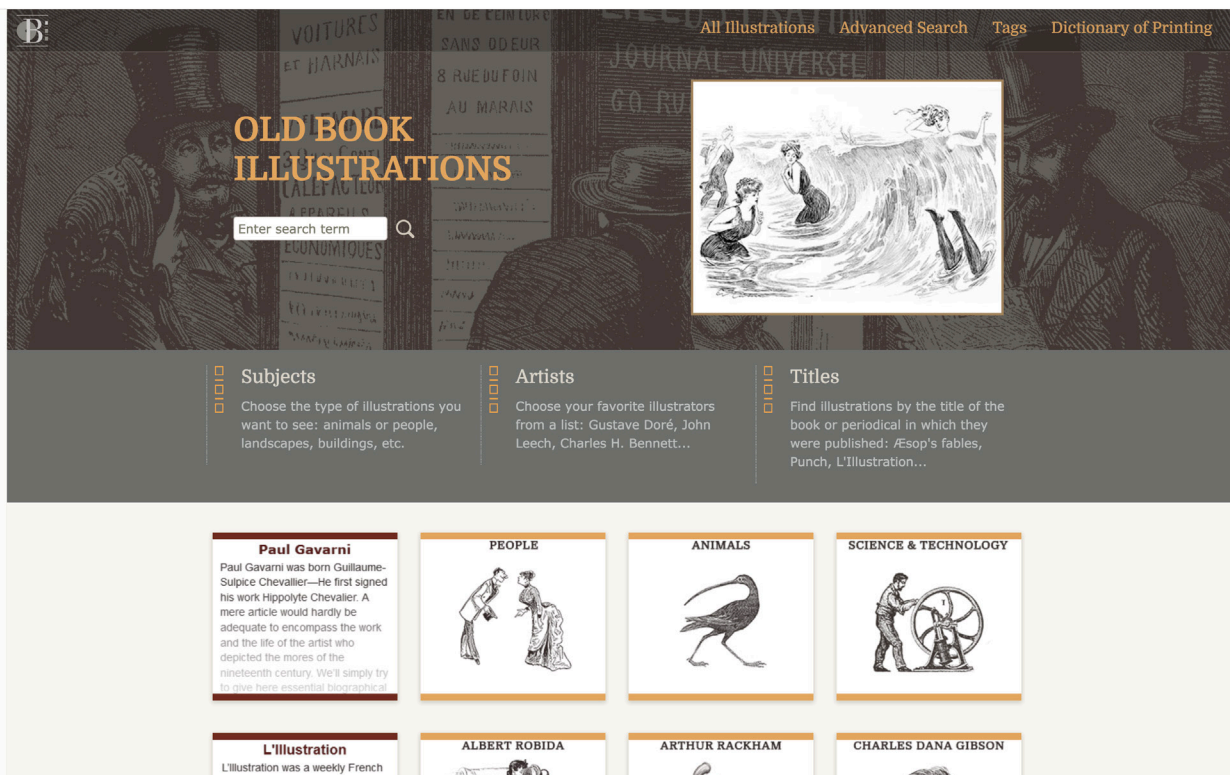 B
All Illustrations Advanced Search Tags Dictionary of Printing
VOITURES
ET HARNAIS
SANS ODEUR
8 RUE DU FOIN
AU MARAIS
JOURNAL UNIVERSEL
OLD BOOK
ILLUSTRATIONS
Enter search term
ECONOMIQUES
Subjects
Choose the type of illustrations you
want to see: animals or people,
landscapes, buildings, etc.
Artists
Choose your favorite illustrators
from a list: Gustave Doré, John
Leech, Charles H. Bennett...
Titles
Find illustrations by the title of the
book or periodical in which they
were published: Æsop's fables,
Punch, L'Illustration...
Paul Gavarni
Paul Gavarni was born Guillaume-
Sulpice Chevallier—He first signed
his work Hippolyte Chevalier. A
mere article would hardly be
adequate to encompass the work
and the life of the artist who
depicted the mores of the
nineteenth century. We'll simply try
to give here essential biographical
PEOPLE
ANIMALS
SCIENCE & TECHNOLOGY
L'Illustration
L'Illustration was a weekly French
ALBERT ROBIDA
ARTHUR RACKHAM
CHARLES DANA GIBSON